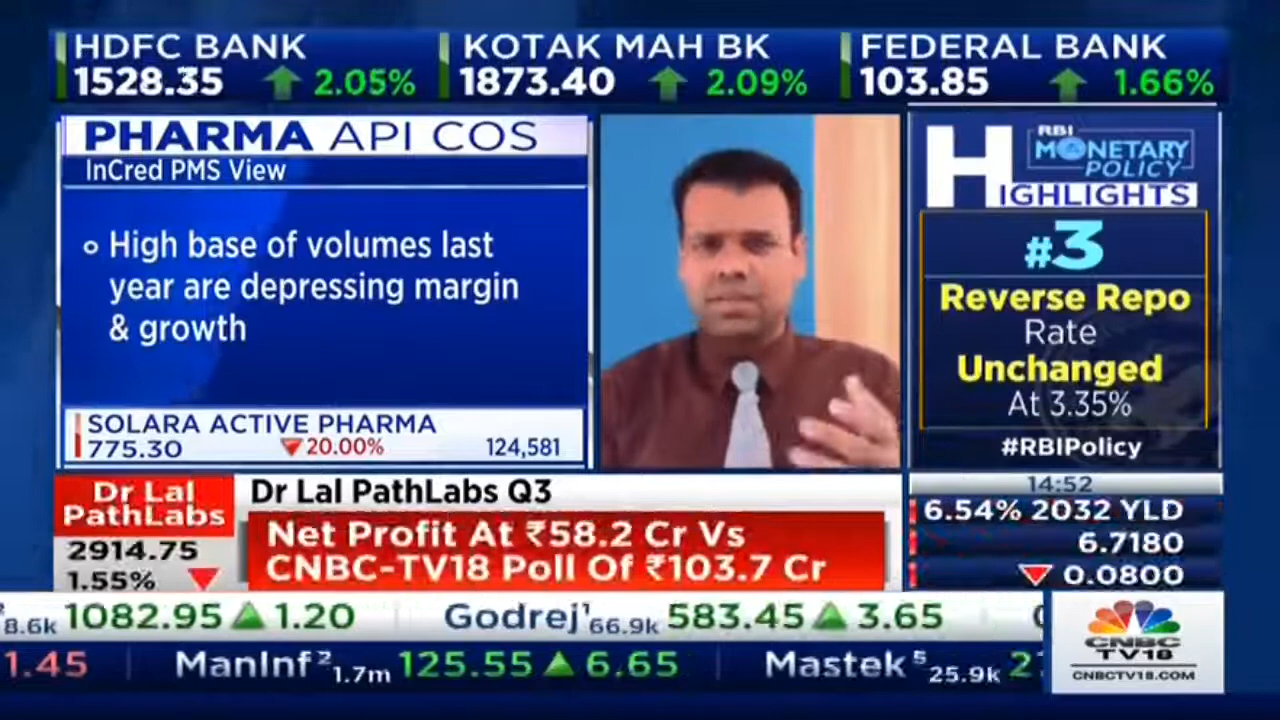 HDFC BANK
1528.35 2.05%
KOTAK MAH BK
1873.40 2.09%
FEDERAL BANK
103.85 1.66%
PHARMA API COS
InCred PMS View
High base of volumes last
year are depressing margin
& growth
SOLARA ACTIVE PHARMA
775.30 20.00% 124,581
RBI
MONETARY
POLICY
HIGHLIGHTS
#3
Reverse Repo
Rate
Unchanged
At 3.35%
#RBIPolicy
14:52
6.54% 2032 YLD
6.7180
0.0800
Dr Lal
PathLabs
2914.75
1.55%
Dr Lal PathLabs Q3
Net Profit At ₹58.2 Cr Vs
CNBC-TV18 Poll Of ₹103.7 Cr
8.6k 1082.95 1.20 Godrej¹ 66.9k 583.45 3.65
1.45 ManInf² 1.7m 125.55 6.65 Mastek⁵ 25.9k
CNBC
TV18
CNBCTV18.COM